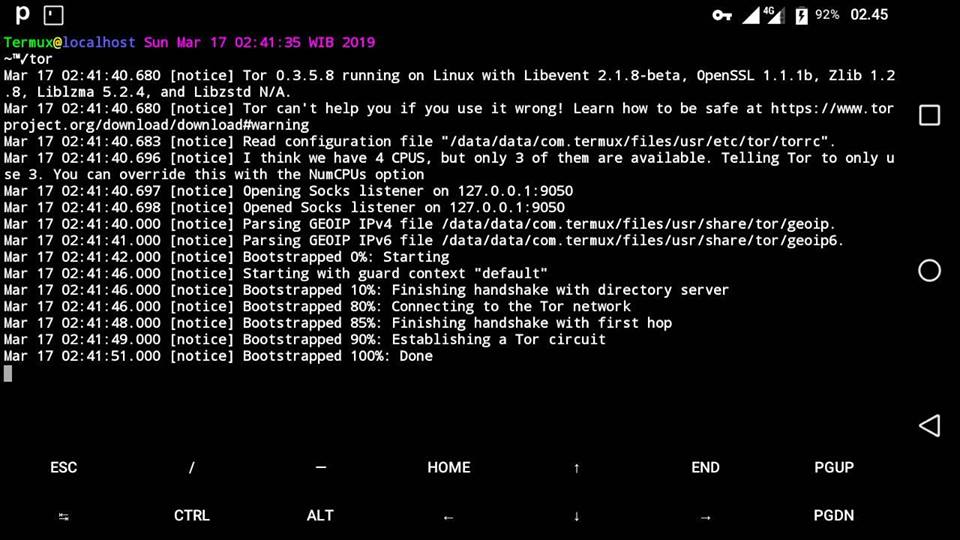 p 4G 92% 02.45
Termux@localhost Sun Mar 17 02:41:35 WIB 2019
~™/tor
Mar 17 02:41:40.680 [notice] Tor 0.3.5.8 running on Linux with Libevent 2.1.8-beta, OpenSSL 1.1.1b, Zlib 1.2
.8, Liblzma 5.2.4, and Libzstd N/A.
Mar 17 02:41:40.680 [notice] Tor can't help you if you use it wrong! Learn how to be safe at https://www.tor
project.org/download/download#warning
Mar 17 02:41:40.683 [notice] Read configuration file "/data/data/com.termux/files/usr/etc/tor/torrc".
Mar 17 02:41:40.696 [notice] I think we have 4 CPUS, but only 3 of them are available. Telling Tor to only u
se 3. You can override this with the NumCPUs option
Mar 17 02:41:40.697 [notice] Opening Socks listener on 127.0.0.1:9050
Mar 17 02:41:40.698 [notice] Opened Socks listener on 127.0.0.1:9050
Mar 17 02:41:40.000 [notice] Parsing GEOIP IPv4 file /data/data/com.termux/files/usr/share/tor/geoip.
Mar 17 02:41:41.000 [notice] Parsing GEOIP IPv6 file /data/data/com.termux/files/usr/share/tor/geoip6.
Mar 17 02:41:42.000 [notice] Bootstrapped 0%: Starting
Mar 17 02:41:46.000 [notice] Starting with guard context "default"
Mar 17 02:41:46.000 [notice] Bootstrapped 10%: Finishing handshake with directory server
Mar 17 02:41:46.000 [notice] Bootstrapped 80%: Connecting to the Tor network
Mar 17 02:41:48.000 [notice] Bootstrapped 85%: Finishing handshake with first hop
Mar 17 02:41:49.000 [notice] Bootstrapped 90%: Establishing a Tor circuit
Mar 17 02:41:51.000 [notice] Bootstrapped 100%: Done
ESC / — HOME ↑ END PGUP
↹ CTRL ALT ← ↓ → PGDN